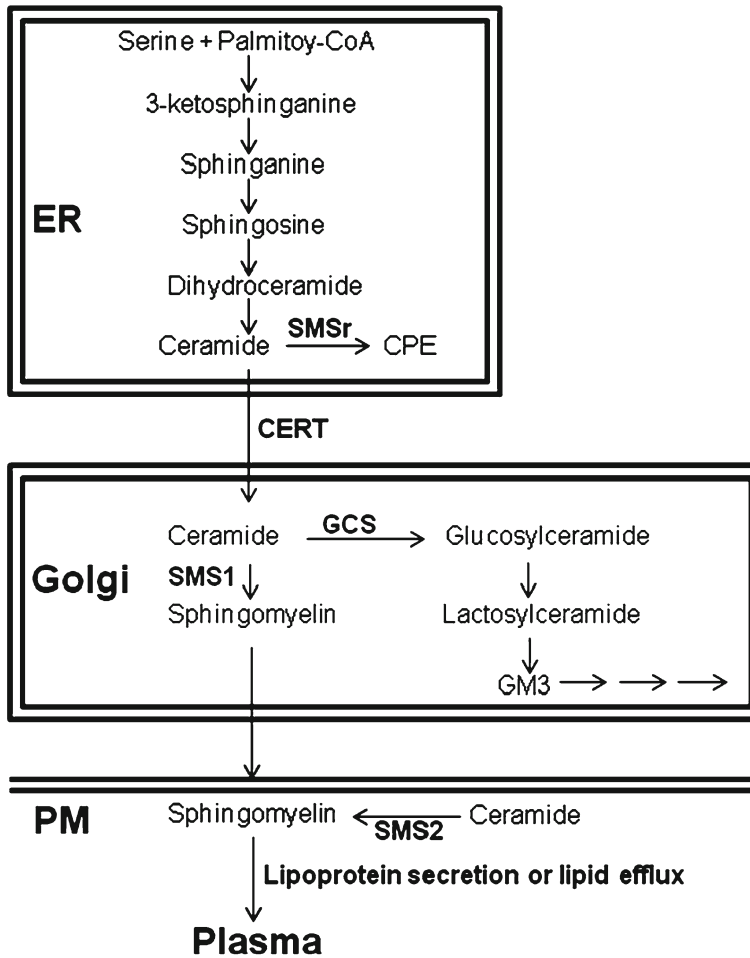 Serine + Palmitoy-CoA
3-ketosphinganine
Sphinganine
ER
Sphingosine
Dihydroceramide
SMSr
Ceramide CPE
CERT
GCS
Ceramide Glucosylceramide
Golgi
SMS1
Sphingomyelin Lactosylceramide
GM3
PM
Sphingomyelin Ceramide
SMS2
Lipoprotein secretion or lipid efflux
Plasma